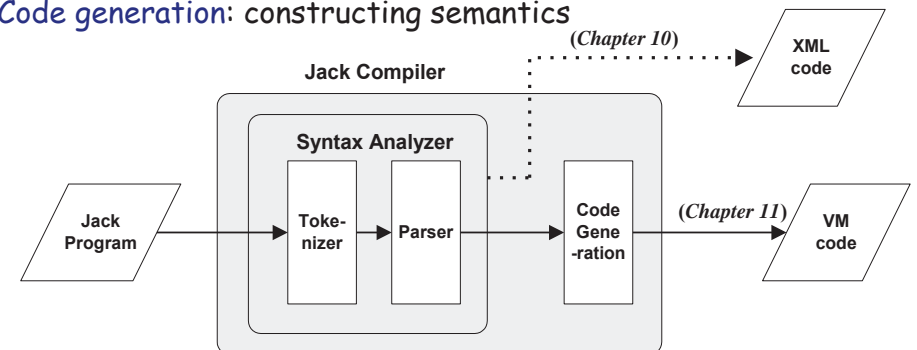 Code generation: constructing semantics
(Chapter 10)
XML
code
Jack Compiler
Syntax Analyzer
Jack
Program
Toke-
nizer
Parser
Code
Gene
-ration
(Chapter 11)
VM
code